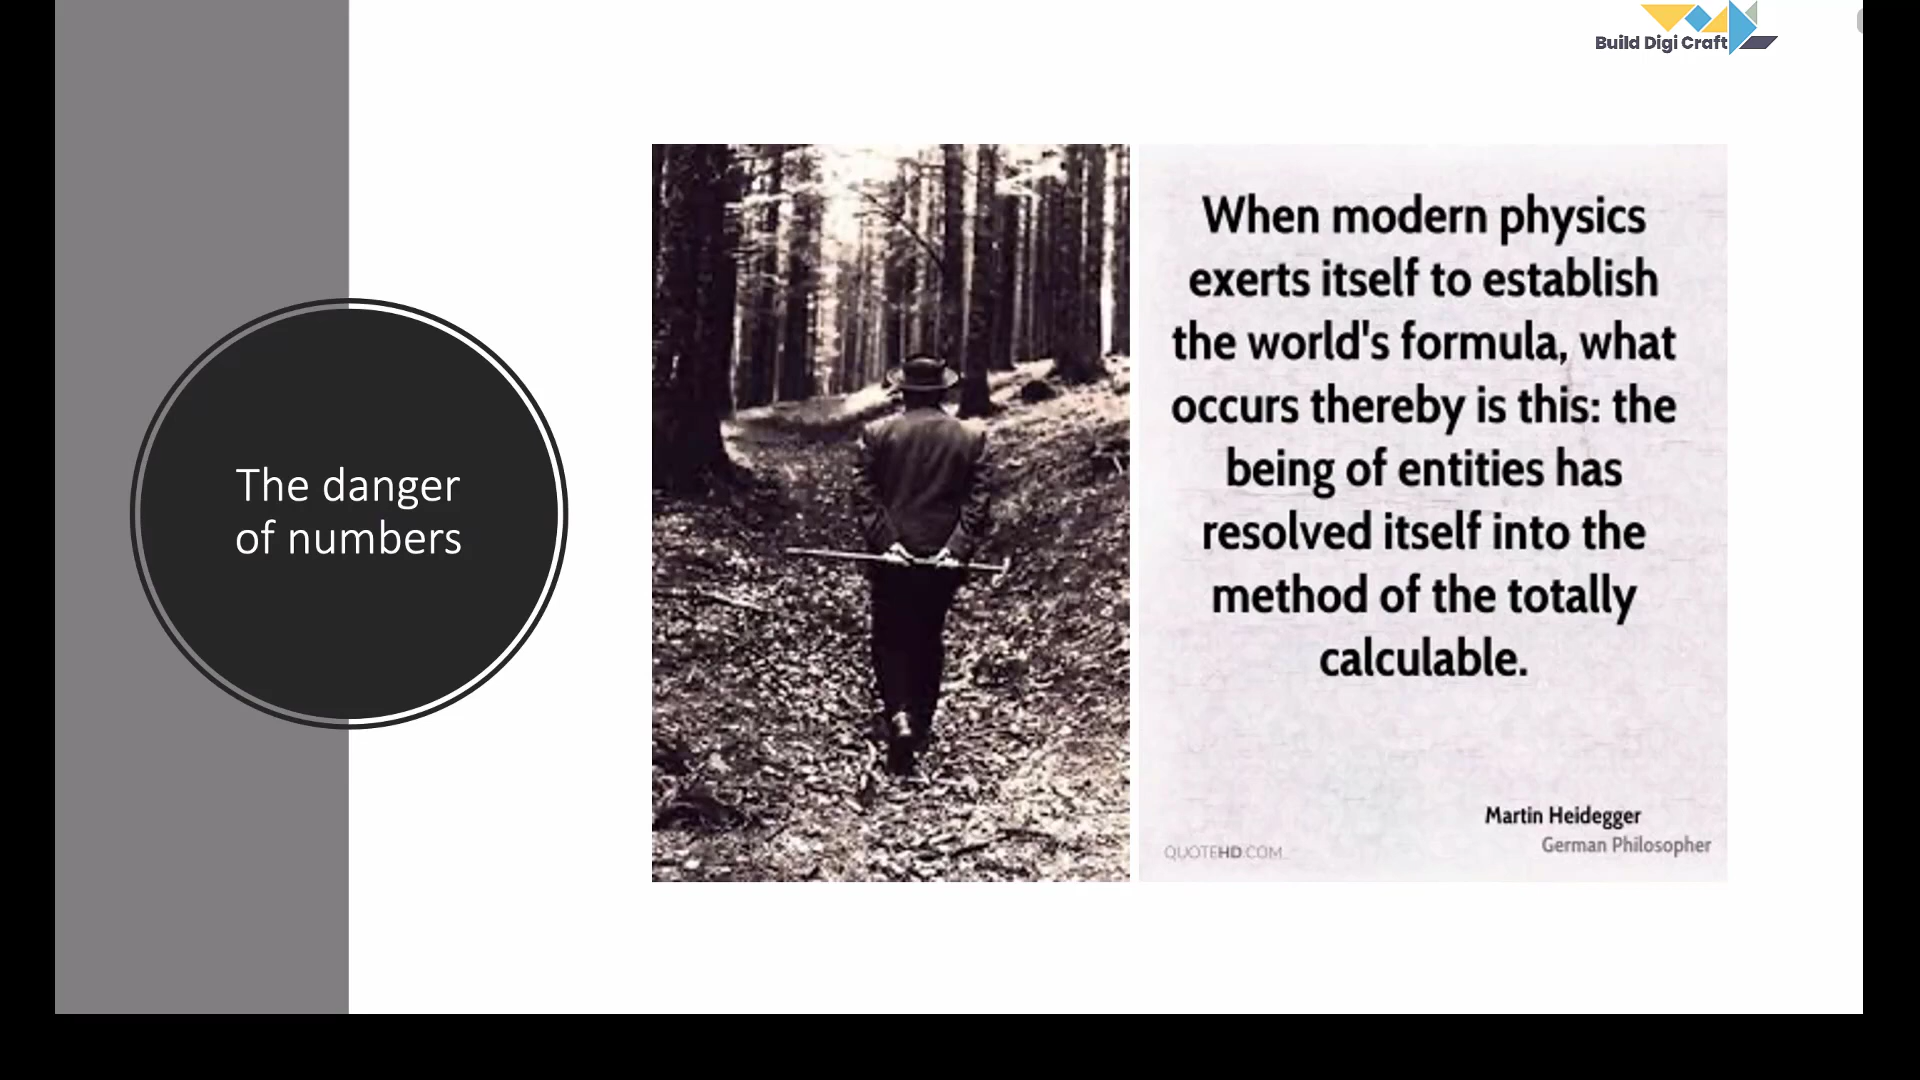 Build Digi Craft
The danger
of numbers
When modern physics
exerts itself to establish
the world's formula, what
occurs thereby is this: the
being of entities has
resolved itself into the
method of the totally
calculable.
Martin Heidegger
German Philosopher
QUOTEHD.COM